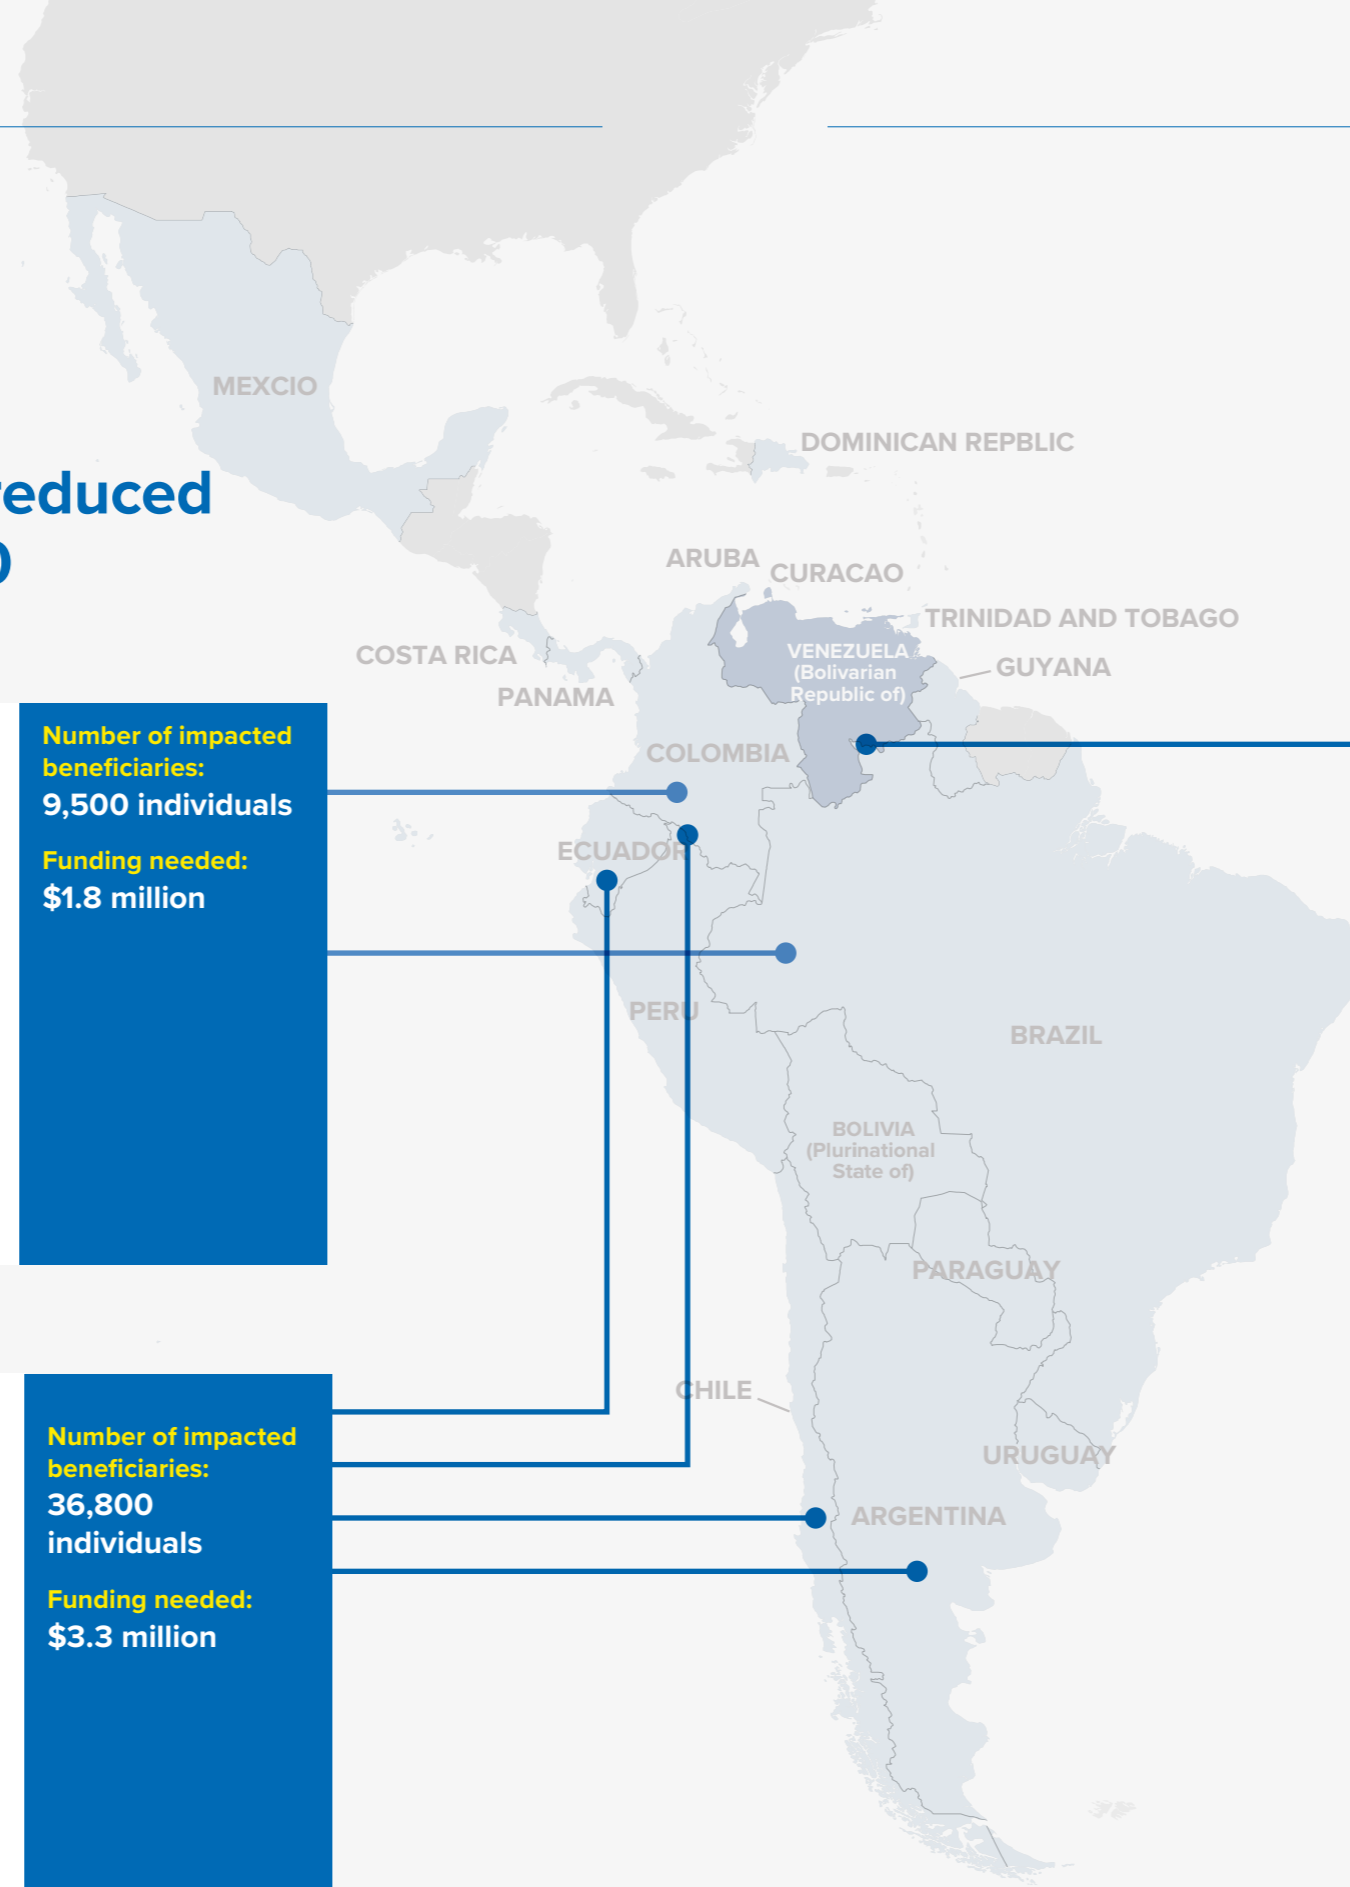 MEXCIO
DOMINICAN REPBLIC
reduced
ARUBA
CURACAO
TRINIDAD AND TOBAGO
COSTA RICA
VENEZUELA
(Bolivarian
Republic of)
GUYANA
PANAMA
COLOMBIA
Number of impacted
beneficiaries:
9,500 individuals
Funding needed:
$1.8 million
ECUADOR
PERU
BRAZIL
BOLIVIA
(Plurinational
State of)
PARAGUAY
CHILE
URUGUAY
ARGENTINA
Number of impacted
beneficiaries:
36,800
individuals
Funding needed:
$3.3 million